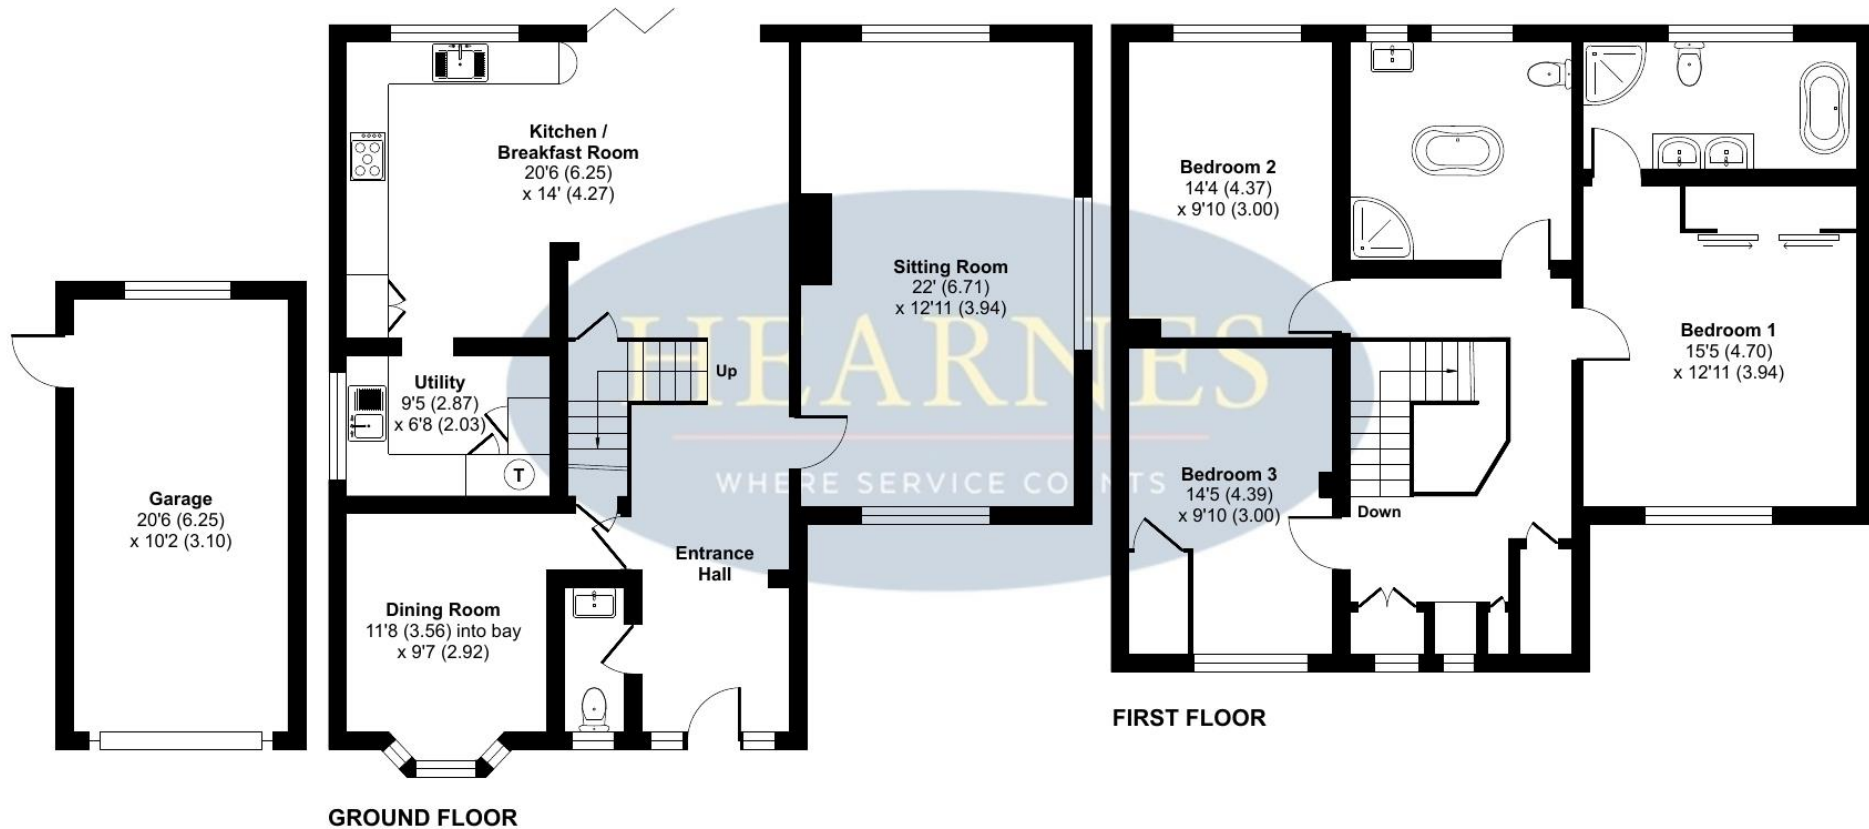 Kitchen /
Breakfast Room
20'6 (6.25)
x 14' (4.27)
Sitting Room
22' (6.71)
x 12'11 (3.94)
Utility
9'5 (2.87)
x 6'8 (2.03)
T
Up
Garage
20'6 (6.25)
x 10'2 (3.10)
Dining Room
11'8 (3.56) into bay
x 9'7 (2.92)
Entrance
Hall
GROUND FLOOR
Bedroom 2
14'4 (4.37)
x 9'10 (3.00)
Bedroom 1
15'5 (4.70)
x 12'11 (3.94)
Bedroom 3
14'5 (4.39)
x 9'10 (3.00)
Down
FIRST FLOOR
HEARNES
WHERE SERVICE COUNTS